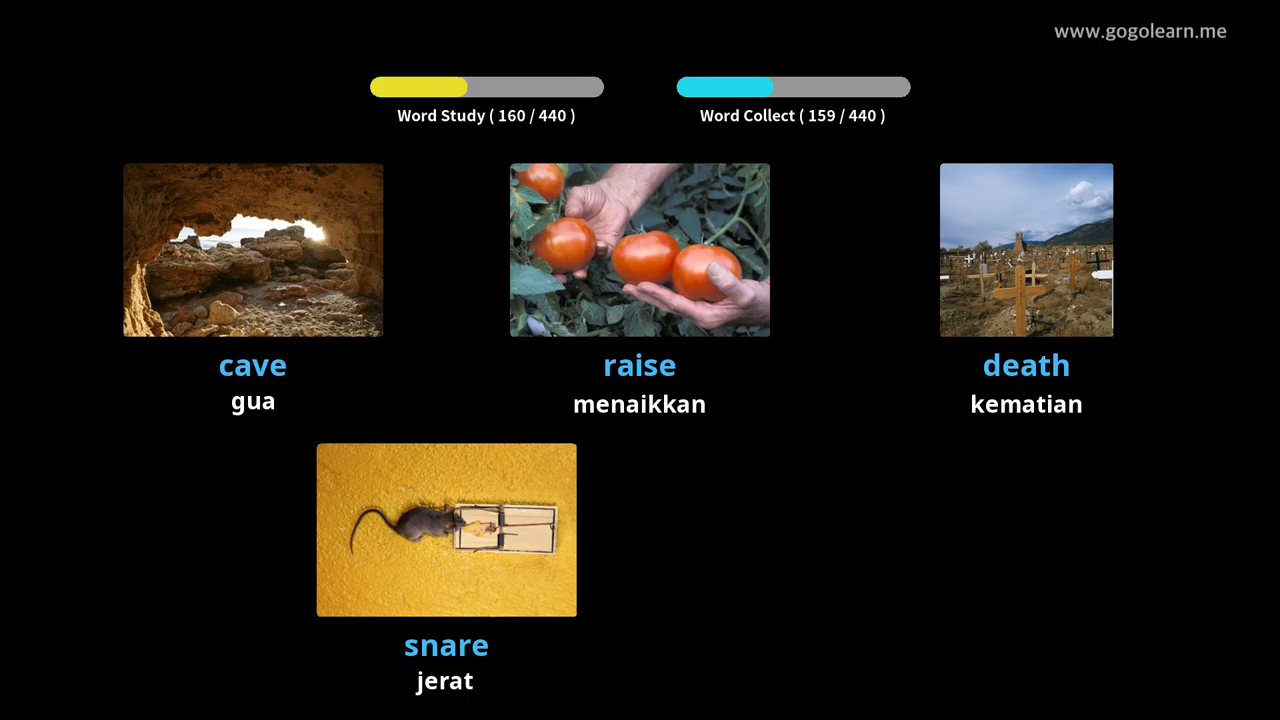 www.gogolearn.me
Word Study ( 160 / 440 )
Word Collect ( 159 / 440 )
cave
gua
raise
menaikkan
death
kematian
snare
jerat